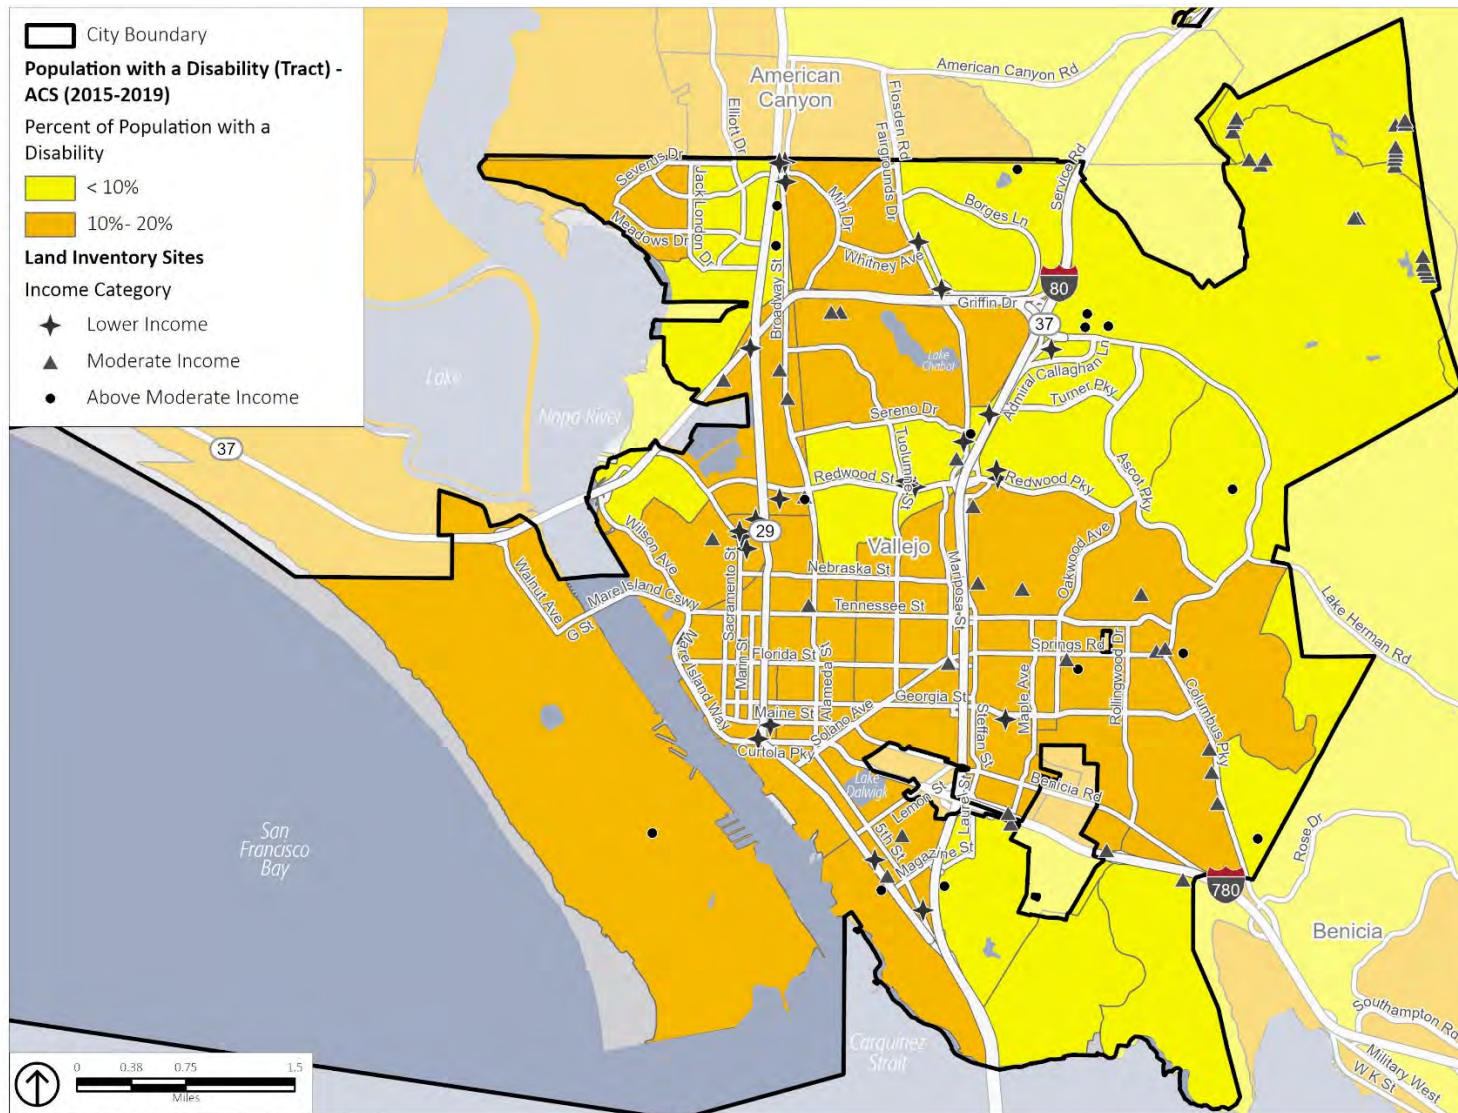 City Boundary
Population with a Disability (Tract) -
ACS (2015-2019)
Percent of Population with a
Disability
< 10%
10%- 20%
Land Inventory Sites
Income Category
Lower Income
Moderate Income
Above Moderate Income
American
Canyon
American Canyon Rd
Elliott Dr
Flosden Rd
Fairgrounds Dr
Service Rd
Severus Dr
Jack London Dr
Mini Dr
Borges Ln
Meadows Dr
Broadway St
Whitney Ave
80
Griffin Dr
37
Lake
Chabot
Admiral Callaghan Ln
Lake
Napa River
Turner Pky
Sereno Dr
Tuolumne St
Ascot Pky
37
Redwood St
Redwood Pky
Wilson Ave
29
Vallejo
Oakwood Ave
Sacramento St
Nebraska St
Mariposa St
Walnut Ave
Mare Island Cswy
G St
Tennessee St
Lake Herman Rd
Marin St
Florida St
Alameda St
Springs Rd
Rollingwood Dr
Mare Island Way
Georgia St
Maple Ave
Columbus Pky
Maine St
Solano Ave
Steffan St
Curtola Pky
Lake
Dalwigk
Lemon St
Benicia Rd
Laurel St
5th St
Magazine St
Rose Dr
San
Francisco
Bay
780
Benicia
Southampton Rd
Carquinez
Strait
Military West
W K St
0 0.38 0.75 1.5
Miles